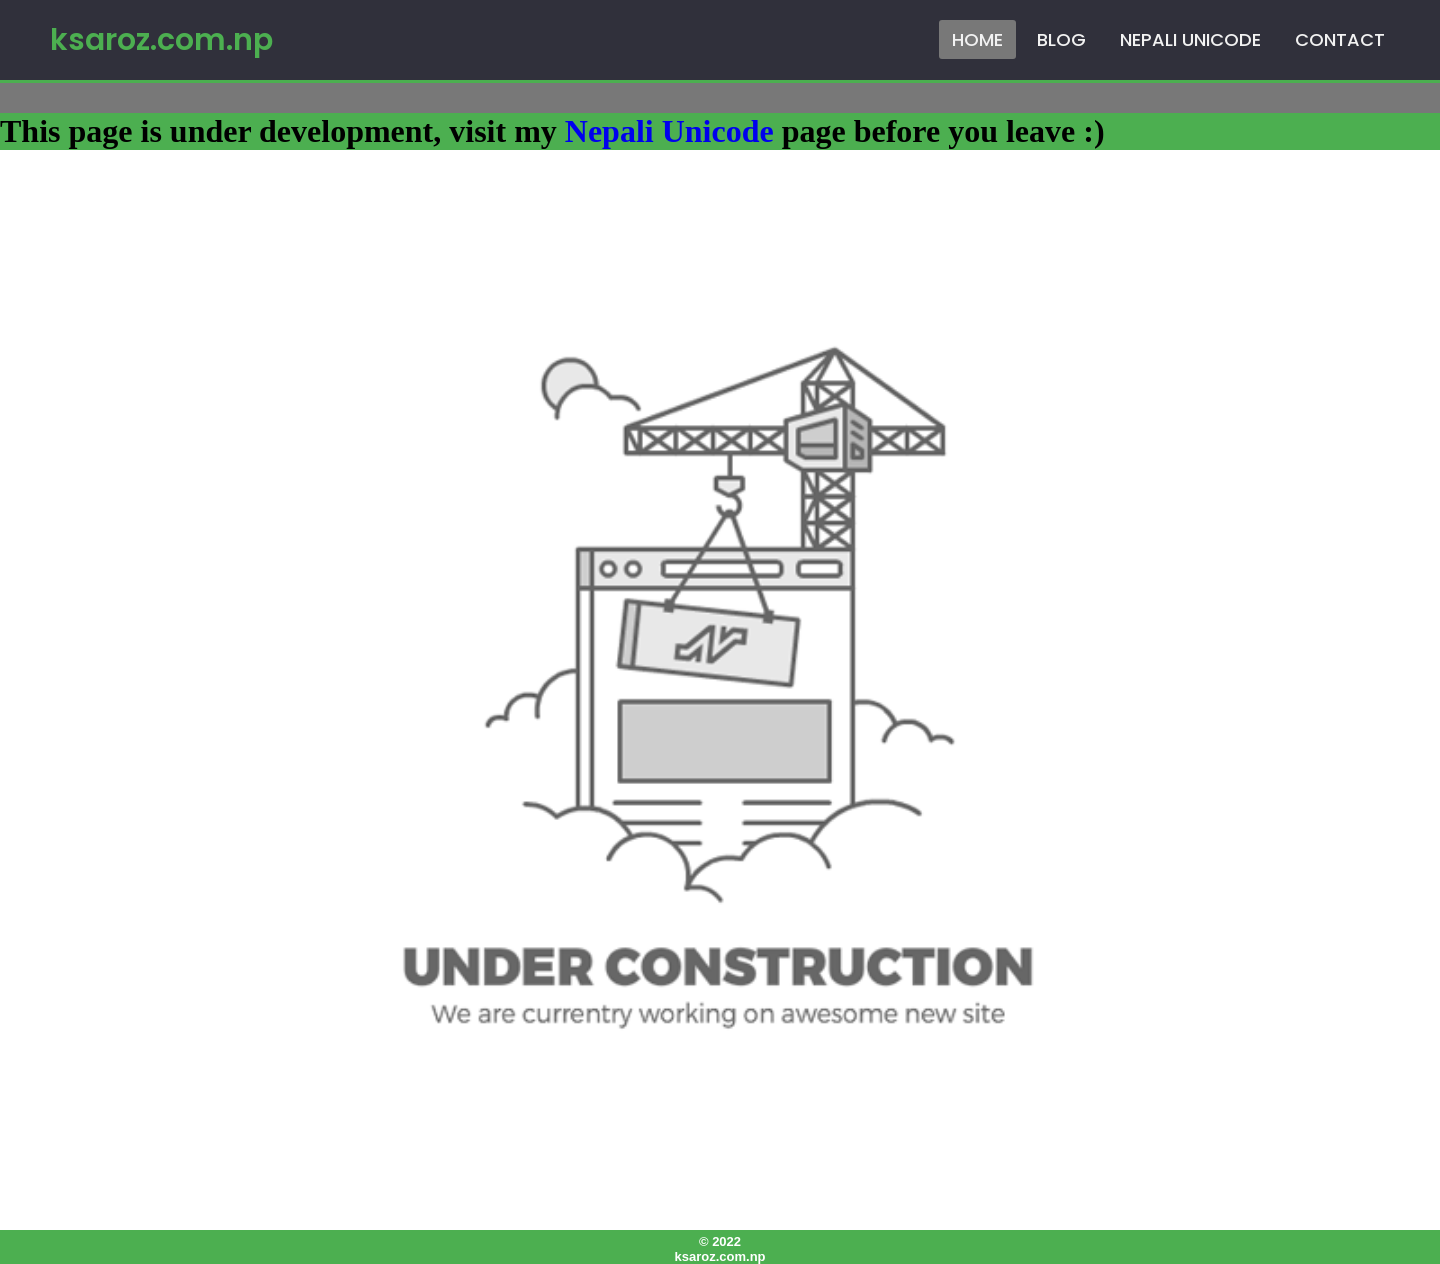 ksaroz.com.np
HOME BLOG NEPALI UNICODE CONTACT
This page is under development, visit my Nepali Unicode page before you leave :)
UNDER CONSTRUCTION
We are currentry working on awesome new site
© 2022
ksaroz.com.np